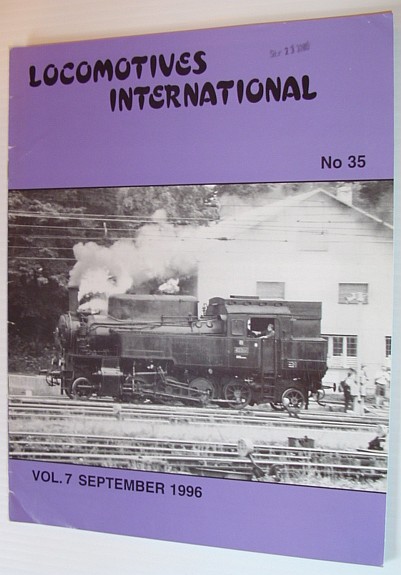 LOCOMOTIVES
INTERNATIONAL
No 35
VOL. 7 SEPTEMBER 1996